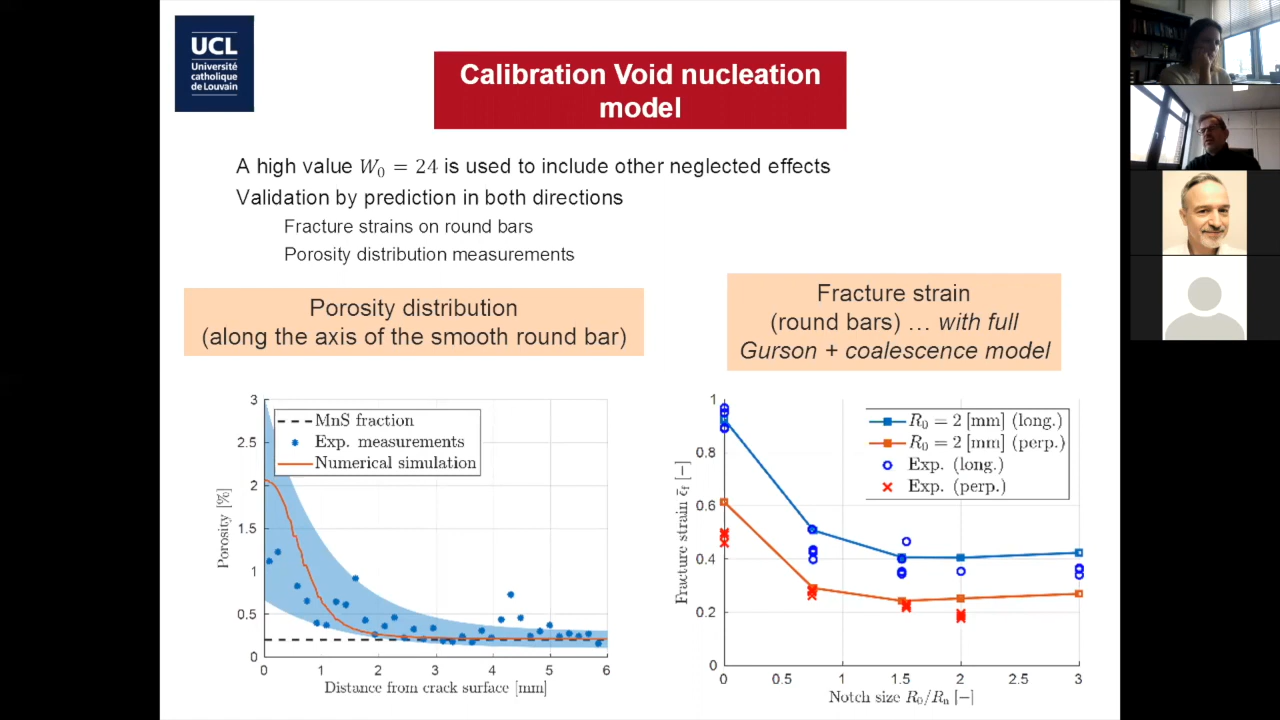 UCL
Université
catholique
de Louvain
Calibration Void nucleation
model
A high value W₀ = 24 is used to include other neglected effects
Validation by prediction in both directions
Fracture strains on round bars
Porosity distribution measurements
Porosity distribution
(along the axis of the smooth round bar)
Fracture strain
(round bars) … with full
Gurson + coalescence model
3
2.5
2
1.5
1
0.5
0
Porosity [%]
MnS fraction
Exp. measurements
Numerical simulation
0 1 2 3 4 5 6
Distance from crack surface [mm]
1
0.8
0.6
0.4
0.2
0
Fracture strain ε̄f [−]
R₀ = 2 [mm] (long.)
R₀ = 2 [mm] (perp.)
Exp. (long.)
Exp. (perp.)
0 0.5 1 1.5 2 2.5 3
Notch size R₀/Rₙ [−]